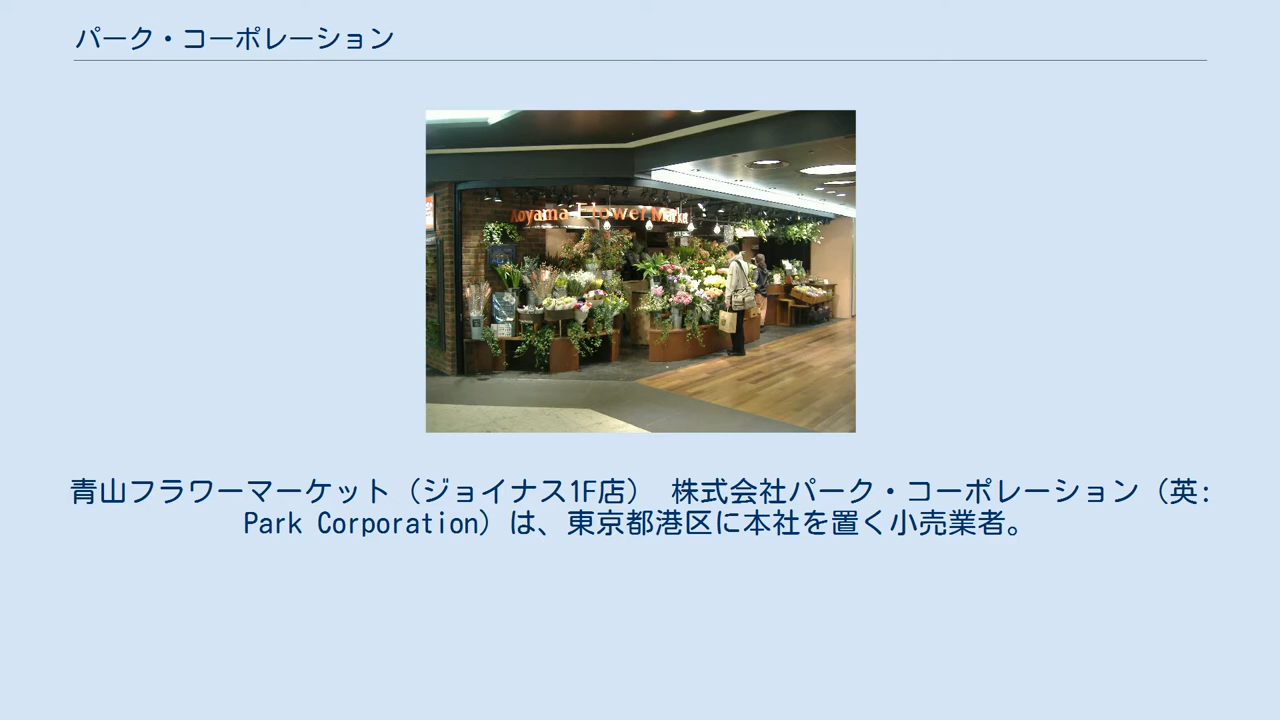 パーク・コーポレーション
Aoyama Flower Marke
青山フラワーマーケット（ジョイナス1F店） 株式会社パーク・コーポレーション（英:
Park Corporation）は、東京都港区に本社を置く小売業者。